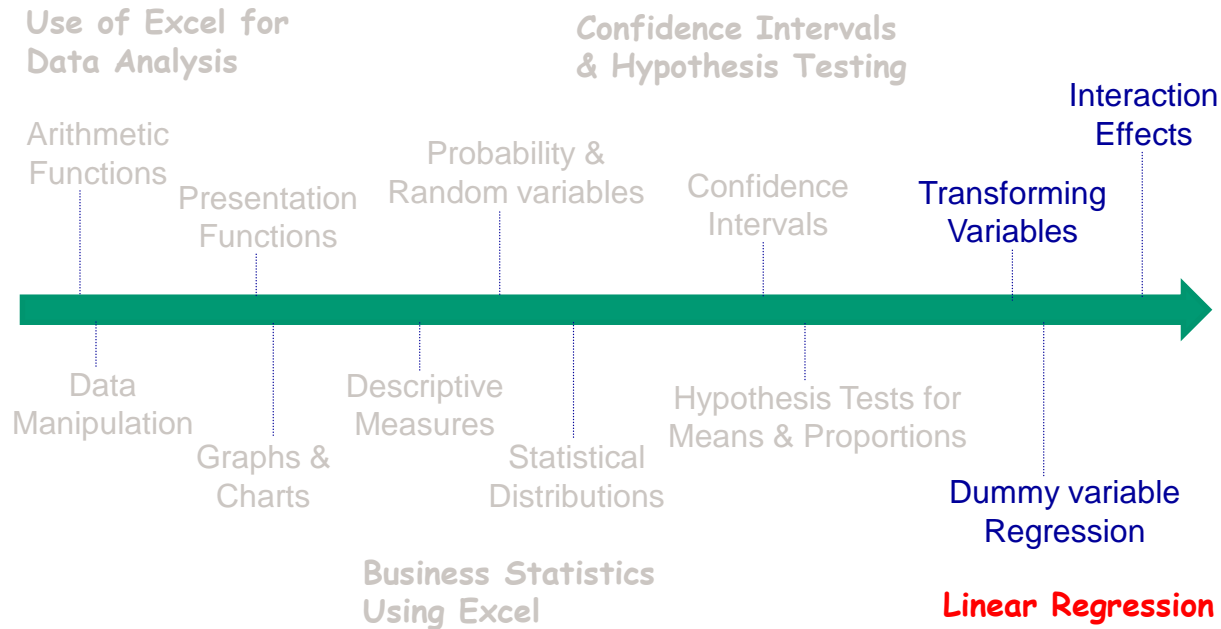 Use of Excel for
Data Analysis
Confidence Intervals
& Hypothesis Testing
Interaction
Effects
Arithmetic
Functions
Presentation
Functions
Probability &
Random variables
Confidence
Intervals
Transforming
Variables
Data
Manipulation
Graphs &
Charts
Descriptive
Measures
Statistical
Distributions
Hypothesis Tests for
Means & Proportions
Dummy variable
Regression
Business Statistics
Using Excel
Linear Regression